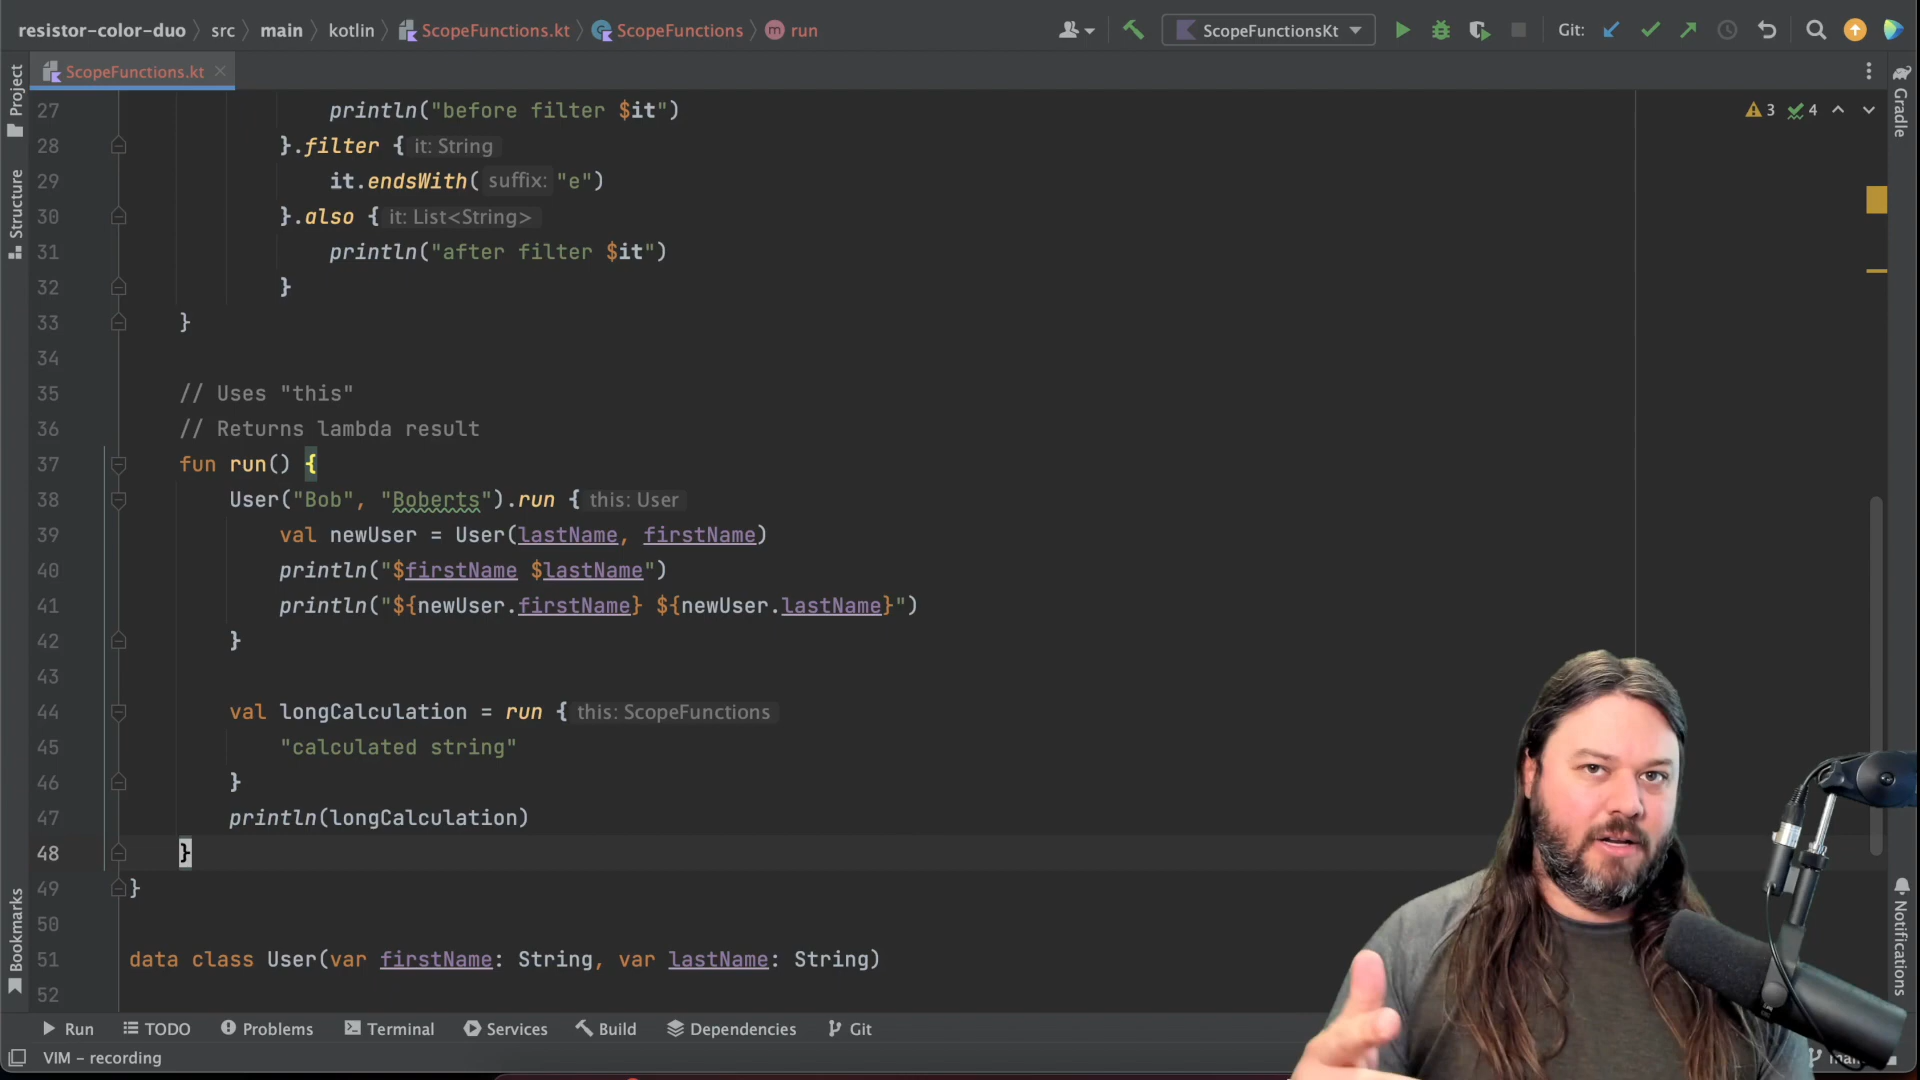 resistor-color-duo src main kotlin ScopeFunctions.kt ScopeFunctions run ScopeFunctionsKt Git:
ScopeFunctions.kt
Project
Structure
Bookmarks
Gradle
Notifications
3 4
27 println("before filter $it")
28 }.filter { it: String
29 it.endsWith( suffix: "e")
30 }.also { it: List<String>
31 println("after filter $it")
32 }
33 }
34
35 // Uses "this"
36 // Returns lambda result
37 fun run() {
38 User("Bob", "Boberts").run { this: User
39 val newUser = User(lastName, firstName)
40 println("$firstName $lastName")
41 println("${newUser.firstName} ${newUser.lastName}")
42 }
43
44 val longCalculation = run { this: ScopeFunctions
45 "calculated string"
46 }
47 println(longCalculation)
48 }
49 }
50
51 data class User(var firstName: String, var lastName: String)
52
Run TODO Problems Terminal Services Build Dependencies Git
VIM – recording